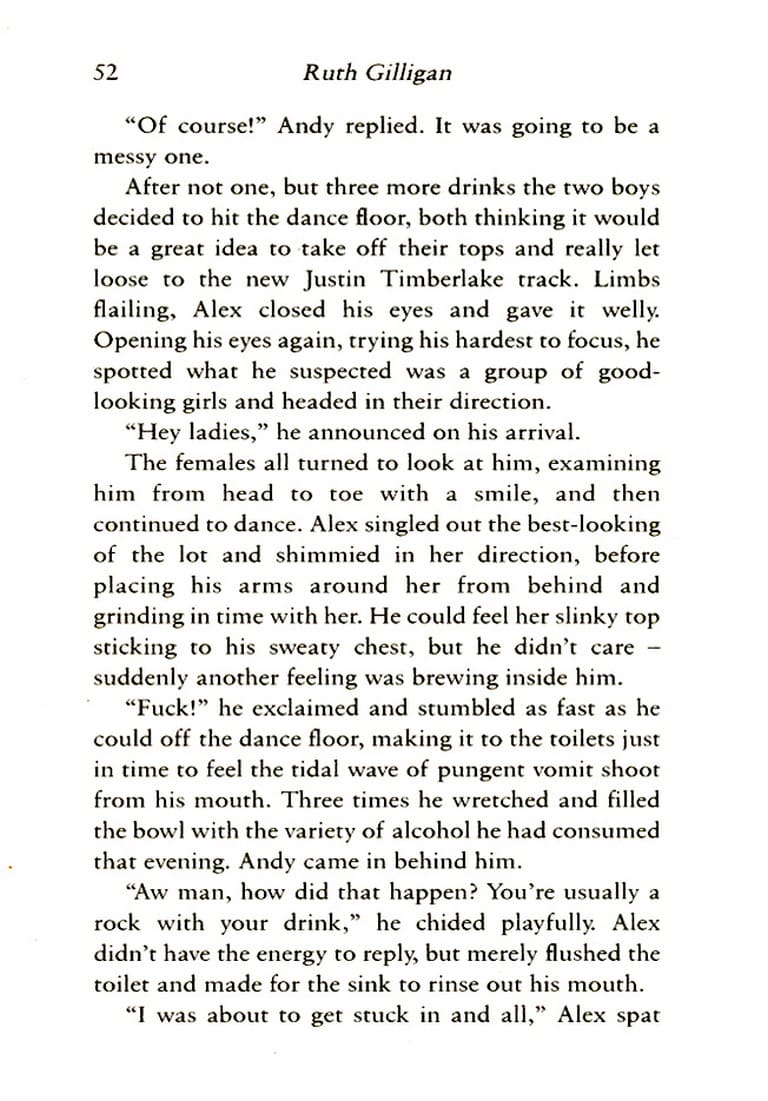 52 Ruth Gilligan
“Of course!” Andy replied. It was going to be a
messy one.
After not one, but three more drinks the two boys
decided to hit the dance floor, both thinking it would
be a great idea to take off their tops and really let
loose to the new Justin Timberlake track. Limbs
flailing, Alex closed his eyes and gave it welly.
Opening his eyes again, trying his hardest to focus, he
spotted what he suspected was a group of good-
looking girls and headed in their direction.
“Hey ladies,” he announced on his arrival.
The females all turned to look at him, examining
him from head to toe with a smile, and then
continued to dance. Alex singled out the best-looking
of the lot and shimmied in her direction, before
placing his arms around her from behind and
grinding in time with her. He could feel her slinky top
sticking to his sweaty chest, but he didn’t care –
suddenly another feeling was brewing inside him.
“Fuck!” he exclaimed and stumbled as fast as he
could off the dance floor, making it to the toilets just
in time to feel the tidal wave of pungent vomit shoot
from his mouth. Three times he wretched and filled
the bowl with the variety of alcohol he had consumed
that evening. Andy came in behind him.
“Aw man, how did that happen? You’re usually a
rock with your drink,” he chided playfully. Alex
didn’t have the energy to reply, but merely flushed the
toilet and made for the sink to rinse out his mouth.
“I was about to get stuck in and all,” Alex spat